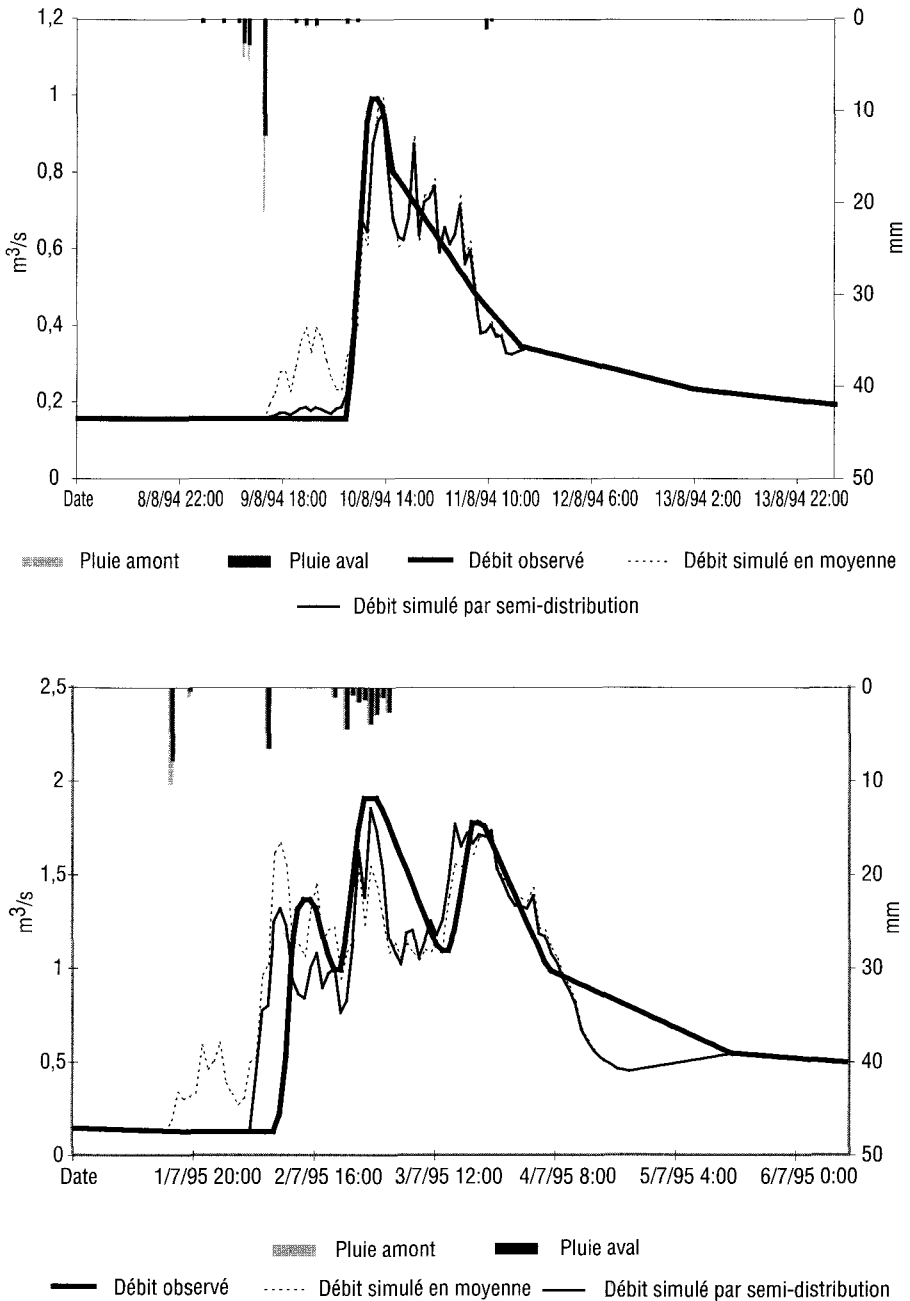 1,2
1
0,8
0,6
0,4
0,2
0
m³/s
0
10
20
30
40
50
mm
Date 8/8/94 22:00 9/8/94 18:00 10/8/94 14:00 11/8/94 10:00 12/8/94 6:00 13/8/94 2:00 13/8/94 22:00
Pluie amont Pluie aval Débit observé Débit simulé en moyenne
Débit simulé par semi-distribution
2,5
2
1,5
1
0,5
0
m³/s
0
10
20
30
40
50
mm
Date 1/7/95 20:00 2/7/95 16:00 3/7/95 12:00 4/7/95 8:00 5/7/95 4:00 6/7/95 0:00
Pluie amont Pluie aval
Débit observé Débit simulé en moyenne Débit simulé par semi-distribution